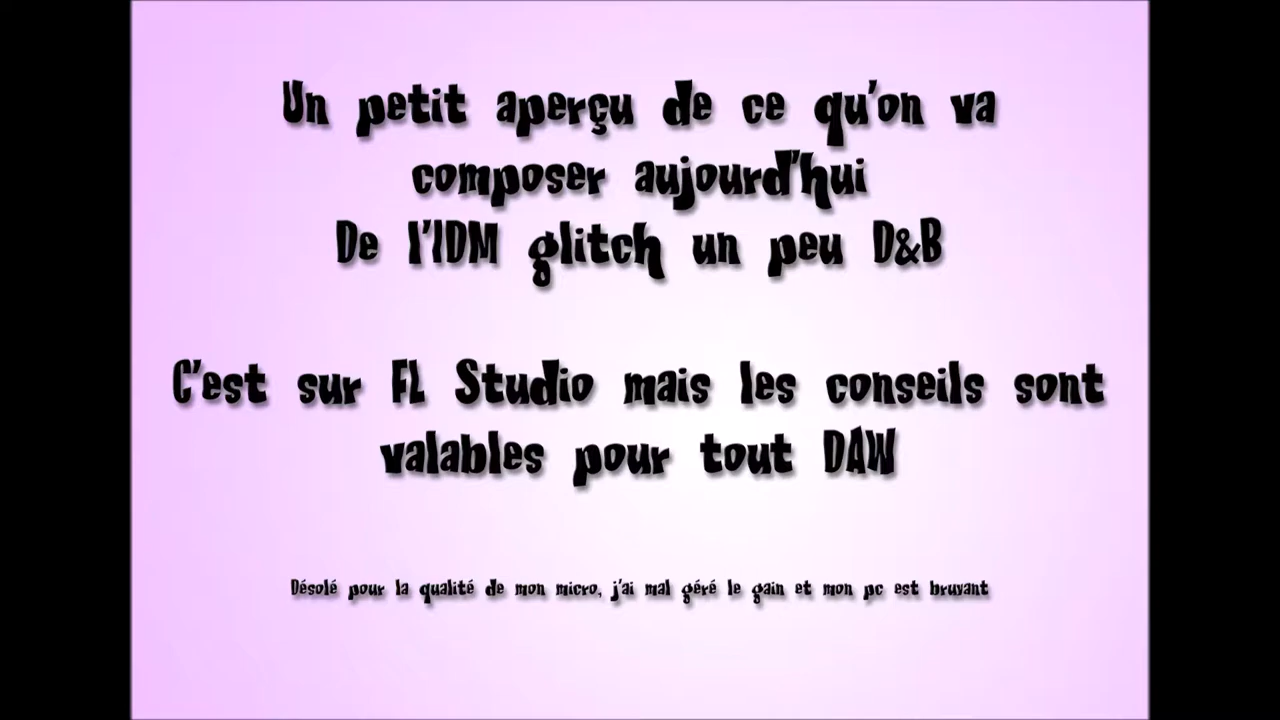 Un petit aperçu de ce qu'on va
composer aujourd'hui
De l'IDM glitch un peu D&B
C'est sur FL Studio mais les conseils sont
valables pour tout DAW
Désolé pour la qualité de mon micro, j'ai mal géré le gain et mon pc est bruyant